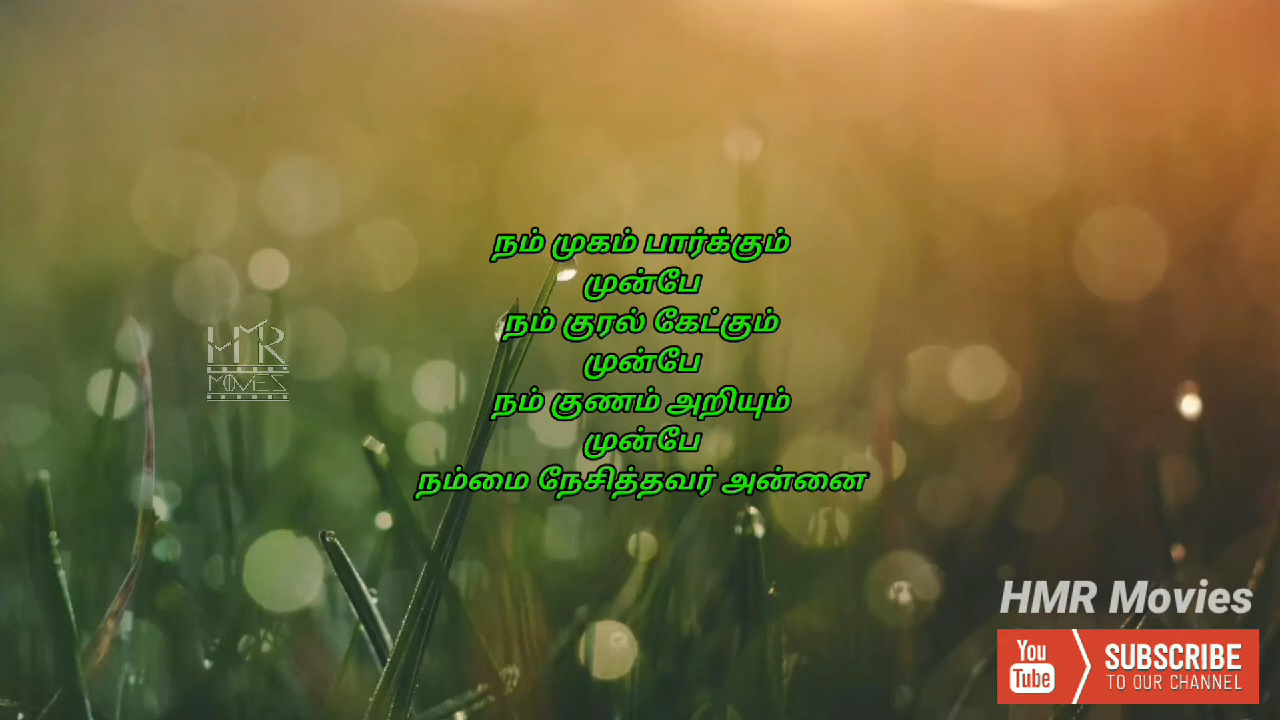 நம் முகம் பார்க்கும்
முன்பே
நம் குரல் கேட்கும்
முன்பே
நம் குணம் அறியும்
முன்பே
நம்மை நேசித்தவர் அன்னை
HMR
MOVIES
HMR Movies
You
Tube
SUBSCRIBE
TO OUR CHANNEL